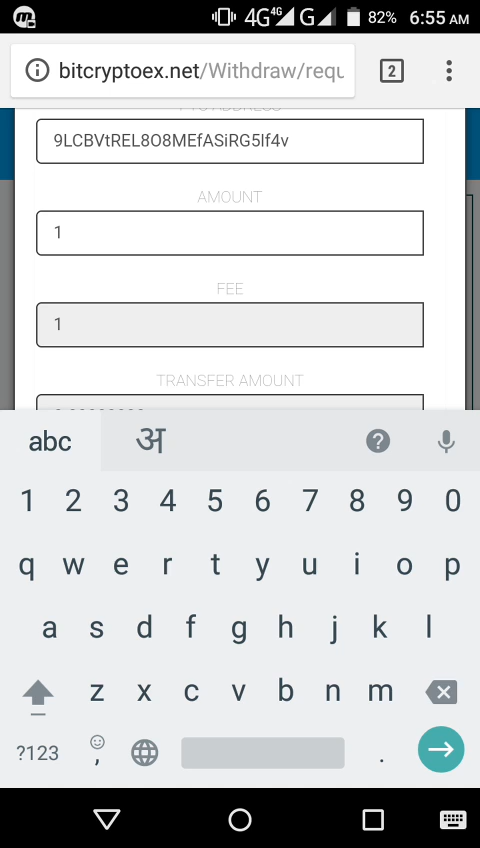 4G 4G G 82% 6:55 AM
bitcryptoex.net/Withdraw/requ
2
9LCBVtREL8O8MEfASiRG5lf4v
AMOUNT
1
FEE
1
TRANSFER AMOUNT
abc अ ?
1 2 3 4 5 6 7 8 9 0
q w e r t y u i o p
a s d f g h j k l
z x c v b n m
?123 , .